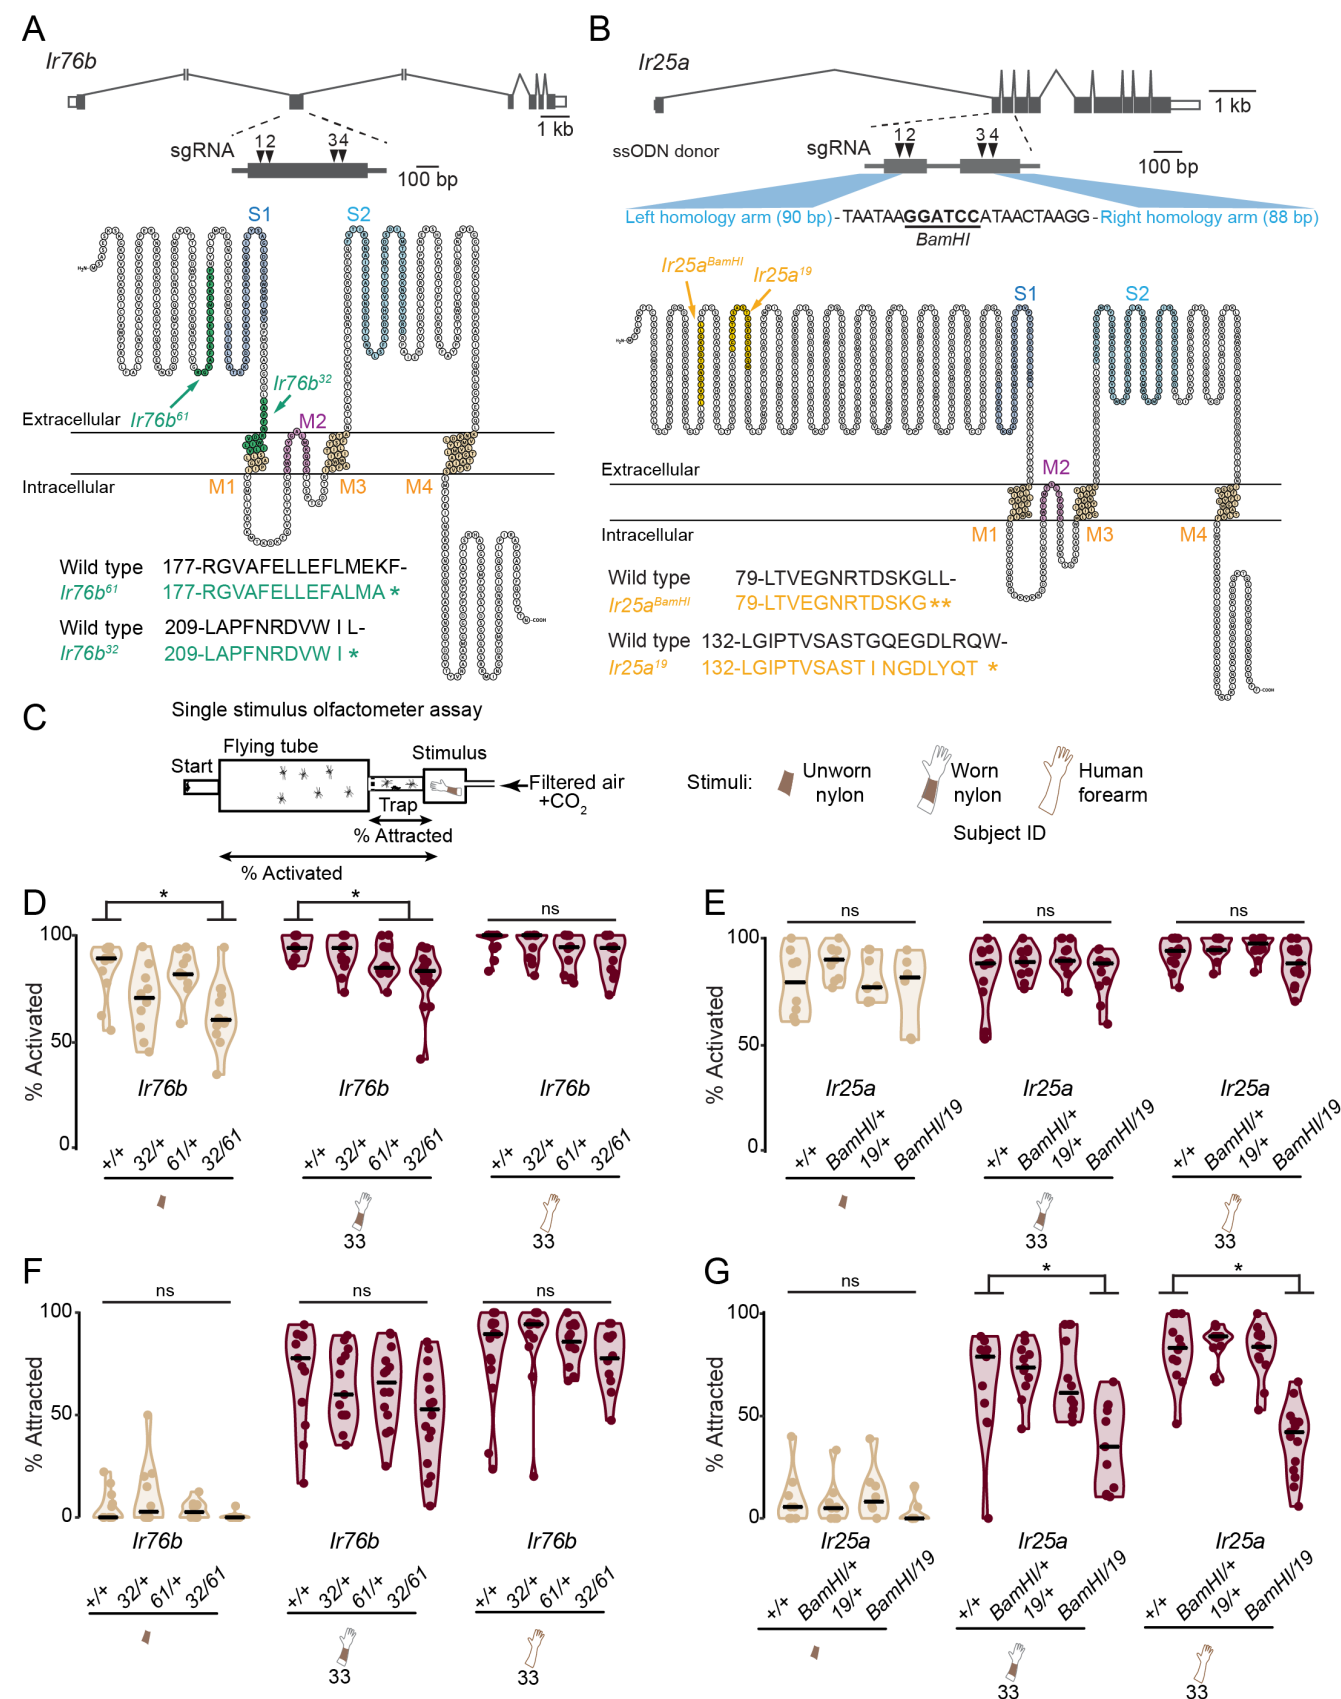 A
Ir76b
1 kb
sgRNA
12
34
100 bp
S1
S2
Ir76b32
Extracellular
Ir76b61
M2
Intracellular
M1
M3
M4
H2N-
-COOH
Wild type 177-RGVAFELLEFLMEKF-
Ir76b61 177-RGVAFELLEFALMA *
Wild type 209-LAPFNRDVW I L-
Ir76b32 209-LAPFNRDVW I *
B
Ir25a
1 kb
ssODN donor
sgRNA
12
34
100 bp
Left homology arm (90 bp) -TAATAAGGATCCATAACTAAGG- Right homology arm (88 bp)
BamHI
Ir25aBamHI
Ir25a19
S1
S2
H2N-
Extracellular
M2
Intracellular
M1
M3
M4
-COOH
Wild type 79-LTVEGNRTDSKGLL-
Ir25aBamHI 79-LTVEGNRTDSKG**
Wild type 132-LGIPTVSASTGQEGDLRQW-
Ir25a19 132-LGIPTVSAST I NGDLYQT *
C
Single stimulus olfactometer assay
Flying tube
Start
Stimulus
Filtered air
+CO2
Trap
% Attracted
% Activated
Stimuli:
Unworn
nylon
Worn
nylon
Human
forearm
Subject ID
D
% Activated
100
50
0
*
*
ns
Ir76b
Ir76b
Ir76b
+/+ 32/+ 61/+ 32/61
+/+ 32/+ 61/+ 32/61
+/+ 32/+ 61/+ 32/61
33
33
E
% Activated
100
50
0
ns
ns
ns
Ir25a
Ir25a
Ir25a
+/+ BamHI/+ 19/+ BamHI/19
+/+ BamHI/+ 19/+ BamHI/19
+/+ BamHI/+ 19/+ BamHI/19
33
33
F
% Attracted
100
50
0
ns
ns
ns
Ir76b
Ir76b
Ir76b
+/+ 32/+ 61/+ 32/61
+/+ 32/+ 61/+ 32/61
+/+ 32/+ 61/+ 32/61
33
33
G
% Attracted
100
50
0
ns
*
*
Ir25a
Ir25a
Ir25a
+/+ BamHI/+ 19/+ BamHI/19
+/+ BamHI/+ 19/+ BamHI/19
+/+ BamHI/+ 19/+ BamHI/19
33
33